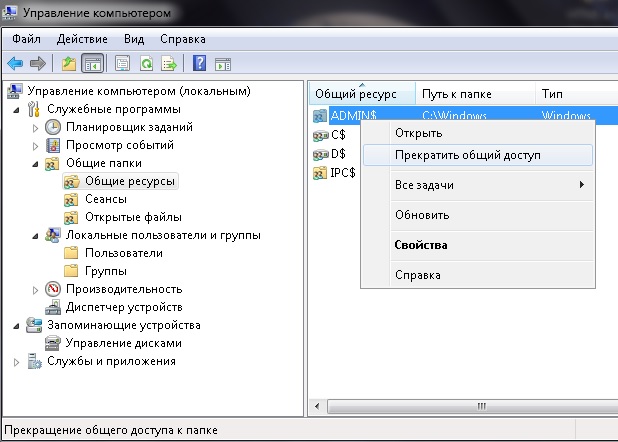 Управление компьютером
Файл Действие Вид Справка
Управление компьютером (локальным)
Служебные программы
Планировщик заданий
Просмотр событий
Общие папки
Общие ресурсы
Сеансы
Открытые файлы
Локальные пользователи и группы
Пользователи
Группы
Производительность
Диспетчер устройств
Запоминающие устройства
Управление дисками
Службы и приложения
Общий ресурс Путь к папке Тип
ADMIN$ C:\Windows Windows
C$
D$
IPC$
Открыть
Прекратить общий доступ
Все задачи
Обновить
Свойства
Справка
Прекращение общего доступа к папке